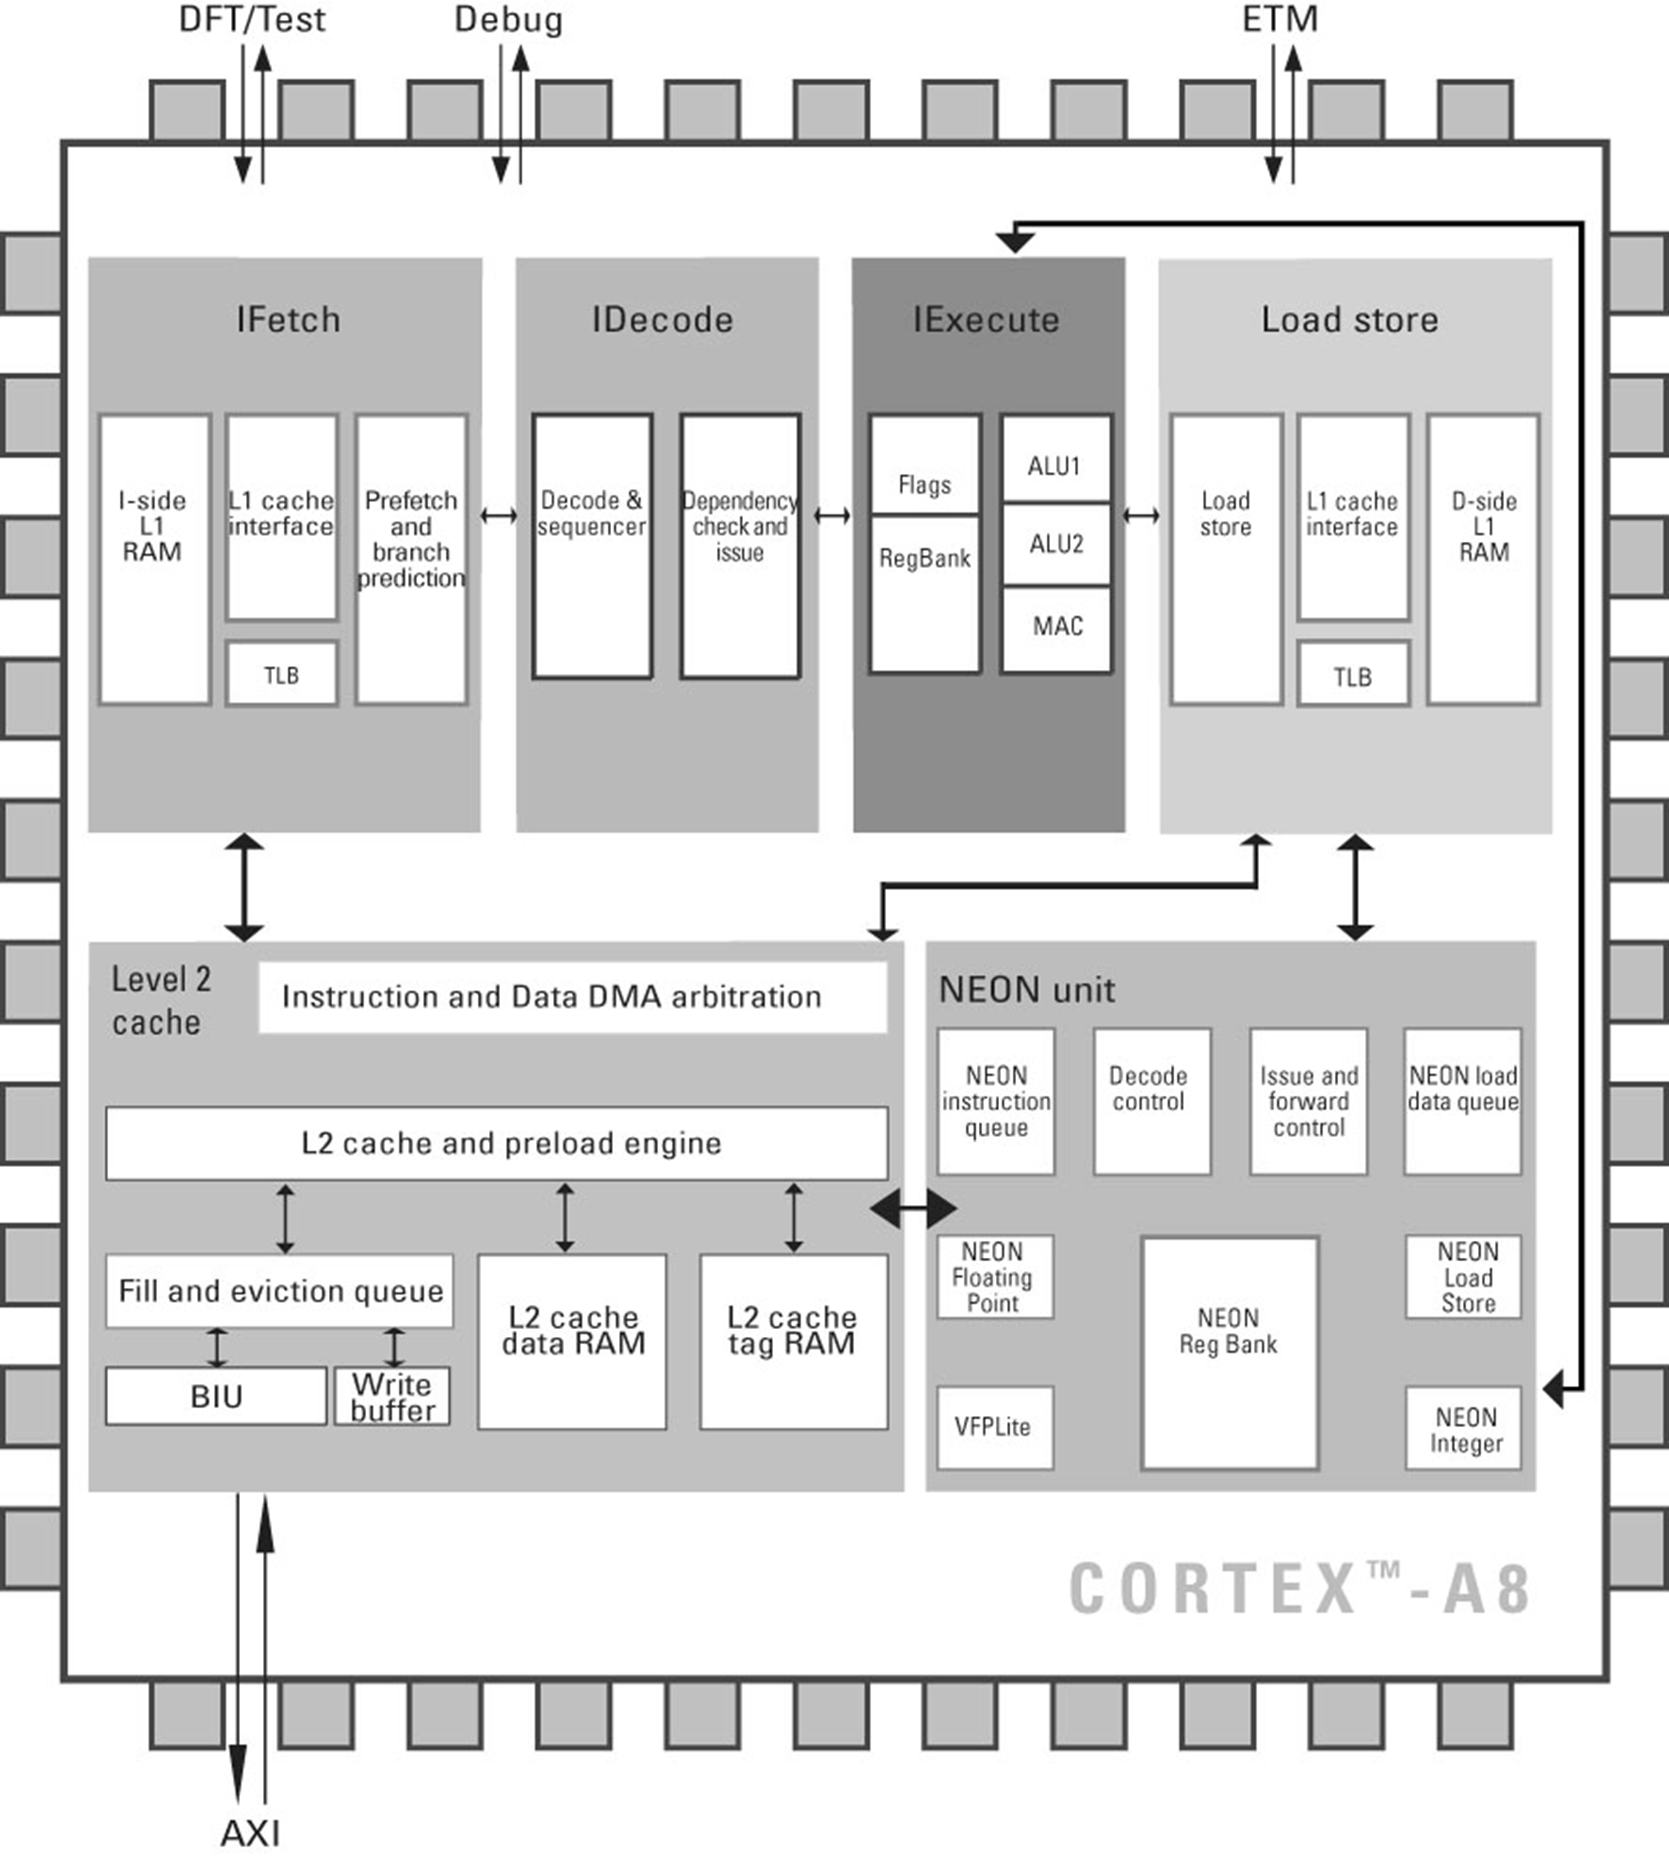 DFT/Test
Debug
ETM
IFetch
IDecode
IExecute
Load store
I-side
L1
RAM
L1 cache
interface
TLB
Prefetch
and
branch
prediction
Decode &
sequencer
Dependency
check and
issue
Flags
RegBank
ALU1
ALU2
MAC
Load
store
L1 cache
interface
TLB
D-side
L1
RAM
Level 2
cache
Instruction and Data DMA arbitration
L2 cache and preload engine
Fill and eviction queue
BIU
Write
buffer
L2 cache
data RAM
L2 cache
tag RAM
NEON unit
NEON
instruction
queue
Decode
control
Issue and
forward
control
NEON load
data queue
NEON
Floating
Point
NEON
Reg Bank
NEON
Load
Store
VFPLite
NEON
Integer
CORTEX™-A8
AXI